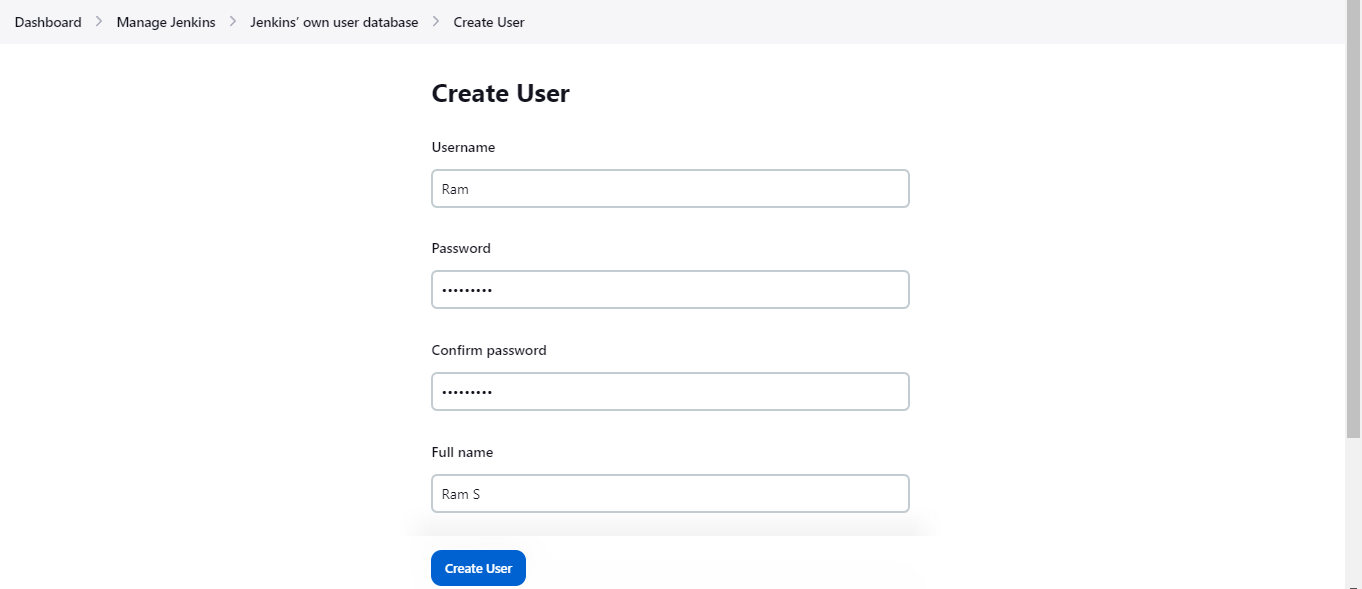 Dashboard > Manage Jenkins > Jenkins’ own user database > Create User
Create User
Username
Ram
Password
•••••••••
Confirm password
•••••••••
Full name
Ram S
Create User